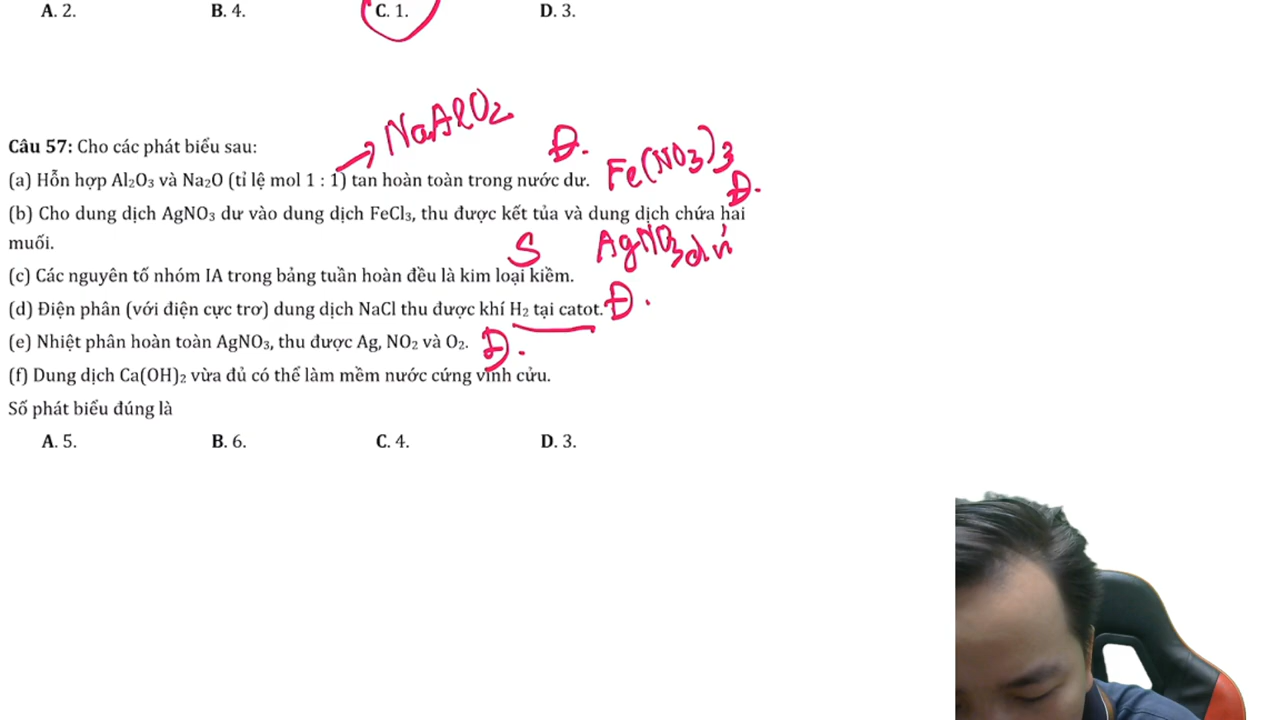 A. 2. B. 4. C. 1. D. 3.
NaAlO2
Câu 57: Cho các phát biểu sau:
Đ.
(a) Hỗn hợp Al₂O₃ và Na₂O (tỉ lệ mol 1 : 1) tan hoàn toàn trong nước dư. Fe(NO3)3
Đ.
(b) Cho dung dịch AgNO₃ dư vào dung dịch FeCl₃, thu được kết tủa và dung dịch chứa hai
muối.
S AgNO3 dư
(c) Các nguyên tố nhóm IA trong bảng tuần hoàn đều là kim loại kiềm.
(d) Điện phân (với điện cực trơ) dung dịch NaCl thu được khí H₂ tại catot. Đ.
(e) Nhiệt phân hoàn toàn AgNO₃, thu được Ag, NO₂ và O₂. Đ.
(f) Dung dịch Ca(OH)₂ vừa đủ có thể làm mềm nước cứng vĩnh cửu.
Số phát biểu đúng là
A. 5. B. 6. C. 4. D. 3.